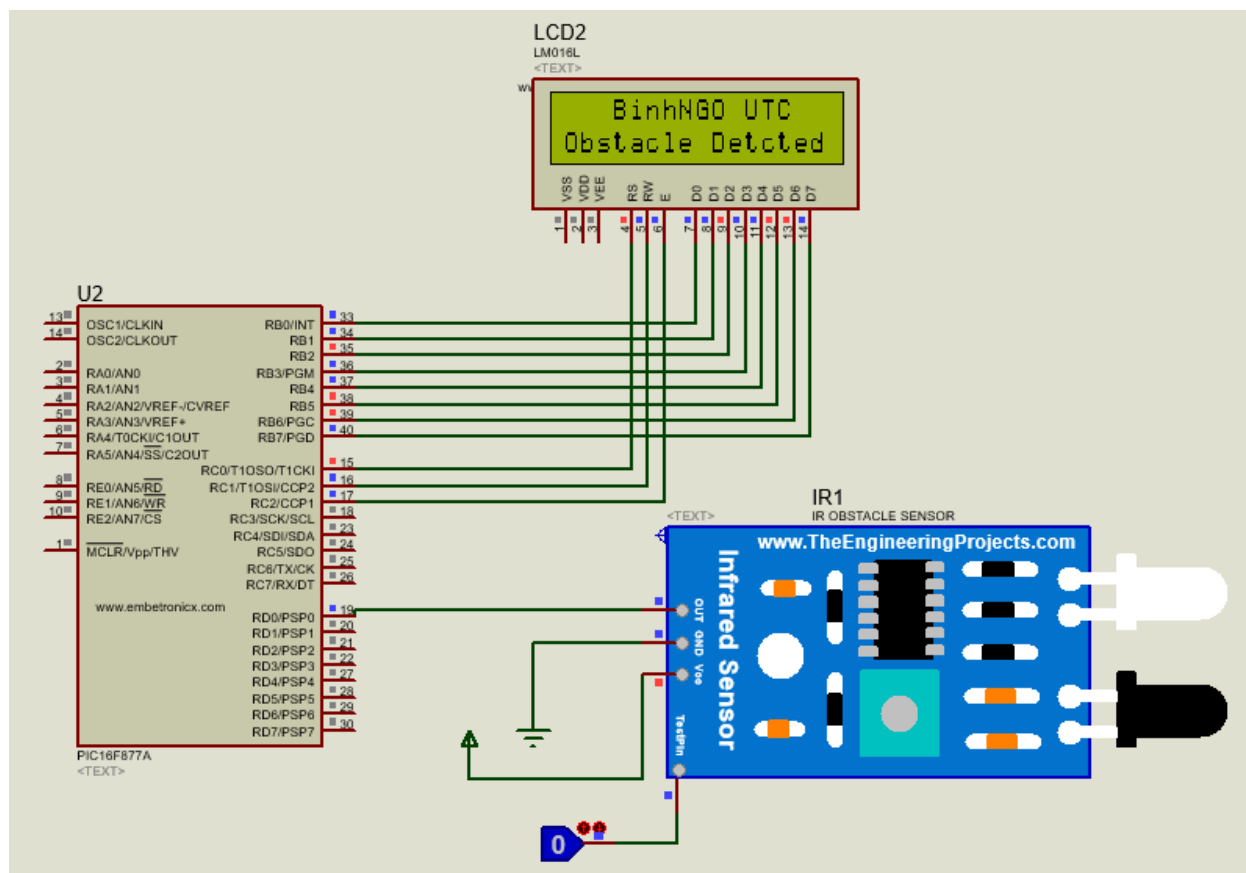 LCD2
LM016L
<TEXT>
ww
BinhNGO UTC
Obstacle Detcted
VSS
VDD
VEE
RS
RW
E
D0
D1
D2
D3
D4
D5
D6
D7
1
2
3
4
5
6
7
8
9
10
11
12
13
14
U2
13 OSC1/CLKIN
14 OSC2/CLKOUT
2 RA0/AN0
3 RA1/AN1
4 RA2/AN2/VREF-/CVREF
5 RA3/AN3/VREF+
6 RA4/T0CKI/C1OUT
7 RA5/AN4/SS/C2OUT
8 RE0/AN5/RD
9 RE1/AN6/WR
10 RE2/AN7/CS
1 MCLR/Vpp/THV
RB0/INT 33
RB1 34
RB2 35
RB3/PGM 36
RB4 37
RB5 38
RB6/PGC 39
RB7/PGD 40
RC0/T1OSO/T1CKI 15
RC1/T1OSI/CCP2 16
RC2/CCP1 17
RC3/SCK/SCL 18
RC4/SDI/SDA 23
RC5/SDO 24
RC6/TX/CK 25
RC7/RX/DT 26
RD0/PSP0 19
RD1/PSP1 20
RD2/PSP2 21
RD3/PSP3 22
RD4/PSP4 27
RD5/PSP5 28
RD6/PSP6 29
RD7/PSP7 30
www.embetronicx.com
PIC16F877A
<TEXT>
IR1
<TEXT>
IR OBSTACLE SENSOR
www.TheEngineeringProjects.com
Infrared Sensor
OUT
GND
Vcc
TestPin
0